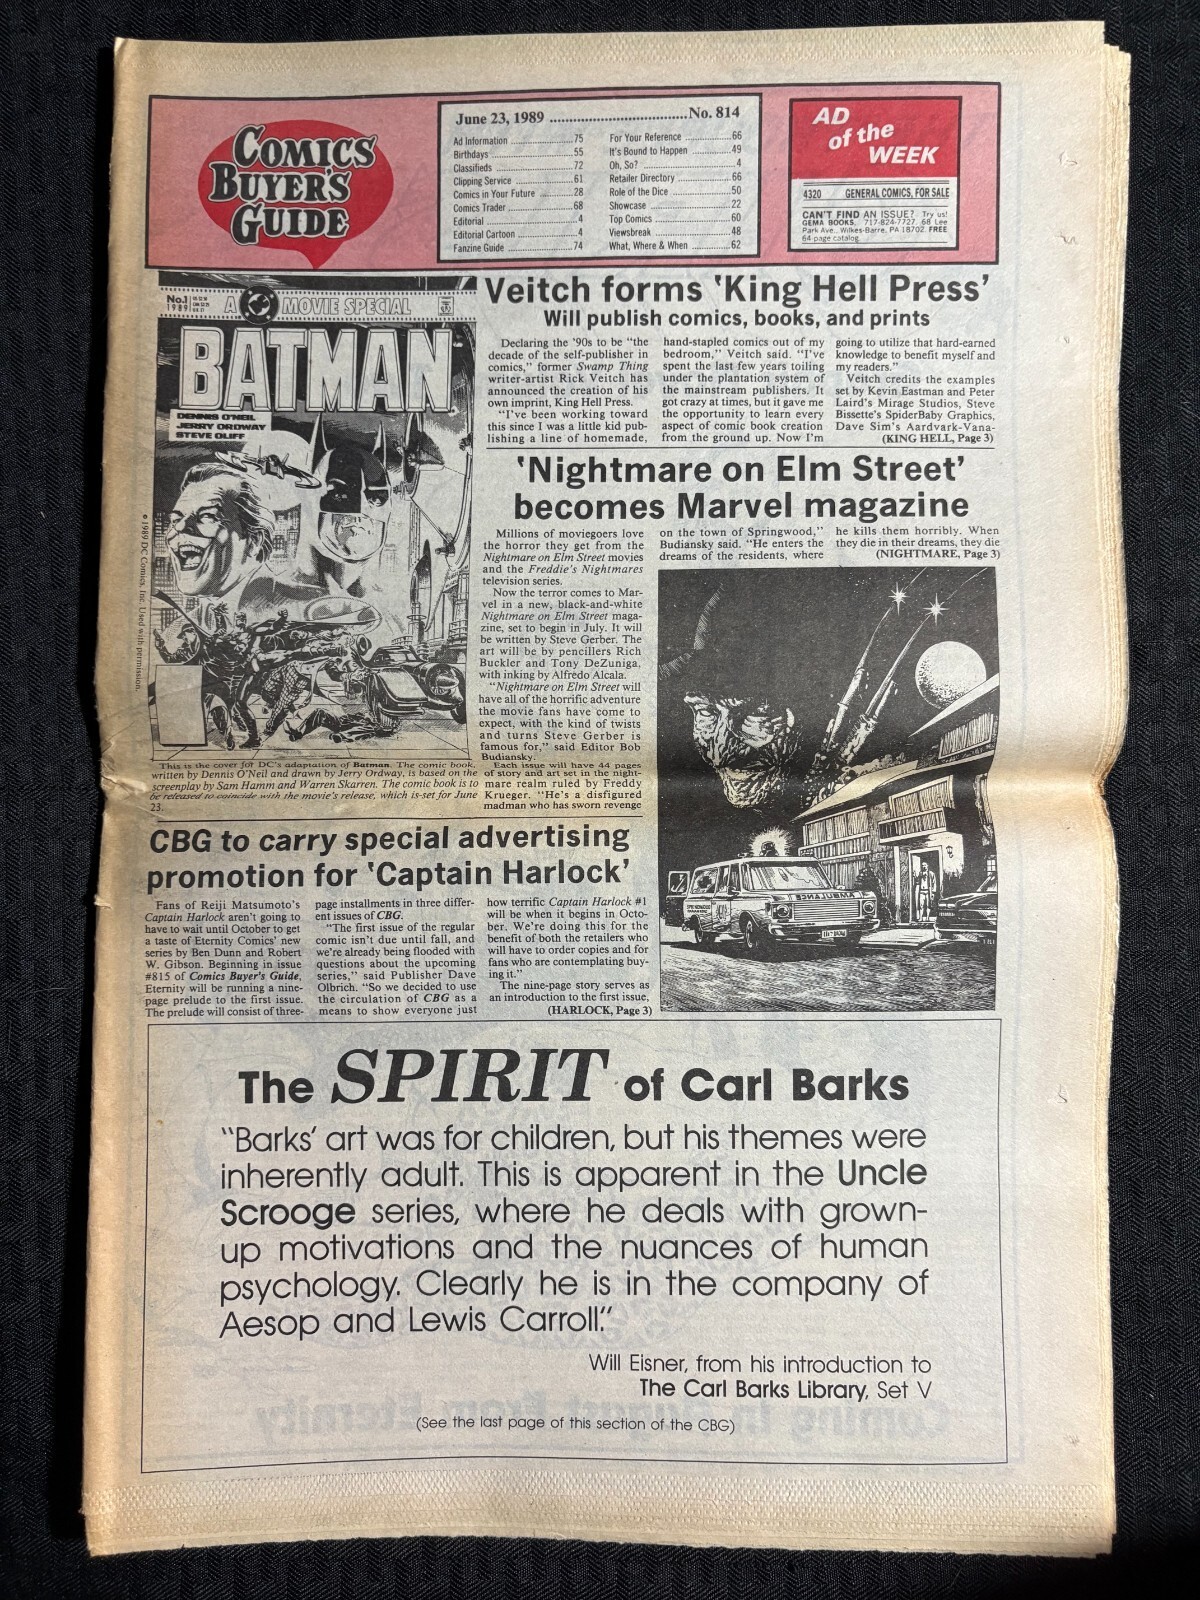 COMICS
BUYER'S
GUIDE
June 23, 1989 ................................No. 814
Ad Information ....................75
Birthdays ............................55
Classifieds ..........................72
Clipping Service ..................61
Comics in Your Future ..........28
Comics Trader ....................68
Editorial ..............................4
Editorial Cartoon ..................4
Fanzine Guide ....................74
For Your Reference ..............66
It's Bound to Happen ............49
Oh, So? ..............................4
Retailer Directory ................66
Role of the Dice ..................50
Showcase ..........................22
Top Comics ........................60
Viewsbreak ........................48
What, Where & When ..........62
AD
of the
WEEK
4320 GENERAL COMICS, FOR SALE
CAN'T FIND AN ISSUE? Try us!
GEMA BOOKS, 717-824-7727, 68 Lee
Park Ave., Wilkes-Barre, PA 18702. FREE
64-page catalog.
No.1
1989
A DC MOVIE SPECIAL
BATMAN
DENNIS O'NEIL
JERRY ORDWAY
STEVE OLIFF
© 1989 DC Comics, Inc. Used with permission.
This is the cover for DC's adaptation of Batman. The comic book,
written by Dennis O'Neil and drawn by Jerry Ordway, is based on the
screenplay by Sam Hamm and Warren Skarren. The comic book is to
be released to coincide with the movie's release, which is set for June
23.
Veitch forms 'King Hell Press'
Will publish comics, books, and prints
Declaring the '90s to be "the
decade of the self-publisher in
comics," former Swamp Thing
writer-artist Rick Veitch has
announced the creation of his
own imprint, King Hell Press.
"I've been working toward
this since I was a little kid pub-
lishing a line of homemade,
hand-stapled comics out of my
bedroom," Veitch said. "I've
spent the last few years toiling
under the plantation system of
the mainstream publishers. It
got crazy at times, but it gave me
the opportunity to learn every
aspect of comic book creation
from the ground up. Now I'm
going to utilize that hard-earned
knowledge to benefit myself and
my readers."
Veitch credits the examples
set by Kevin Eastman and Peter
Laird's Mirage Studios, Steve
Bissette's SpiderBaby Graphics,
Dave Sim's Aardvark-Vana-
(KING HELL, Page 3)
'Nightmare on Elm Street'
becomes Marvel magazine
Millions of moviegoers love
the horror they get from the
Nightmare on Elm Street movies
and the Freddie's Nightmares
television series.
Now the terror comes to Mar-
vel in a new, black-and-white
Nightmare on Elm Street maga-
zine, set to begin in July. It will
be written by Steve Gerber. The
art will be by pencillers Rich
Buckler and Tony DeZuniga,
with inking by Alfredo Alcala.
"Nightmare on Elm Street will
have all of the horrific adventure
the movie fans have come to
expect, with the kind of twists
and turns Steve Gerber is
famous for," said Editor Bob
Budiansky.
Each issue will have 44 pages
of story and art set in the night-
mare realm ruled by Freddy
Krueger. "He's a disfigured
madman who has sworn revenge
on the town of Springwood,"
Budiansky said. "He enters the
dreams of the residents, where
he kills them horribly. When
they die in their dreams, they die
(NIGHTMARE, Page 3)
AMBULANCE
CBG to carry special advertising
promotion for 'Captain Harlock'
Fans of Reiji Matsumoto's
Captain Harlock aren't going to
have to wait until October to get
a taste of Eternity Comics' new
series by Ben Dunn and Robert
W. Gibson. Beginning in issue
#815 of Comics Buyer's Guide,
Eternity will be running a nine-
page prelude to the first issue.
The prelude will consist of three-
page installments in three differ-
ent issues of CBG.
"The first issue of the regular
comic isn't due until fall, and
we're already being flooded with
questions about the upcoming
series," said Publisher Dave
Olbrich. "So we decided to use
the circulation of CBG as a
means to show everyone just
how terrific Captain Harlock #1
will be when it begins in Octo-
ber. We're doing this for the
benefit of both the retailers who
will have to order copies and for
fans who are contemplating buy-
ing it."
The nine-page story serves as
an introduction to the first issue,
(HARLOCK, Page 3)
The SPIRIT of Carl Barks
"Barks' art was for children, but his themes were
inherently adult. This is apparent in the Uncle
Scrooge series, where he deals with grown-
up motivations and the nuances of human
psychology. Clearly he is in the company of
Aesop and Lewis Carroll."
Will Eisner, from his introduction to
The Carl Barks Library, Set V
(See the last page of this section of the CBG)